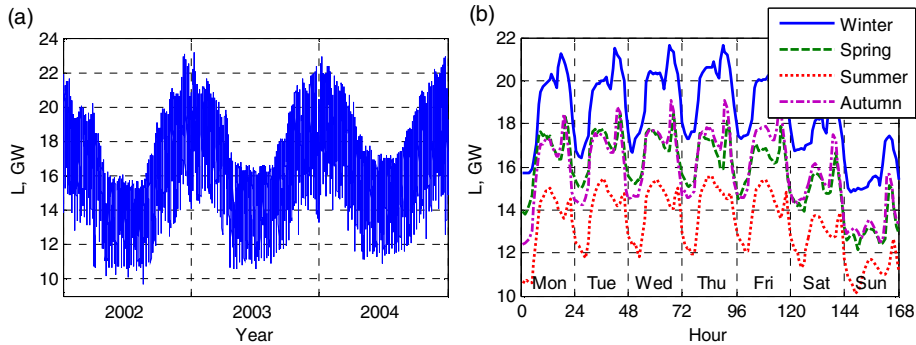 (a)
L, GW
24
22
20
18
16
14
12
10
2002 2003 2004
Year
(b)
L, GW
22
20
18
16
14
12
10
Winter
Spring
Summer
Autumn
Mon Tue Wed Thu Fri Sat Sun
0 24 48 72 96 120 144 168
Hour